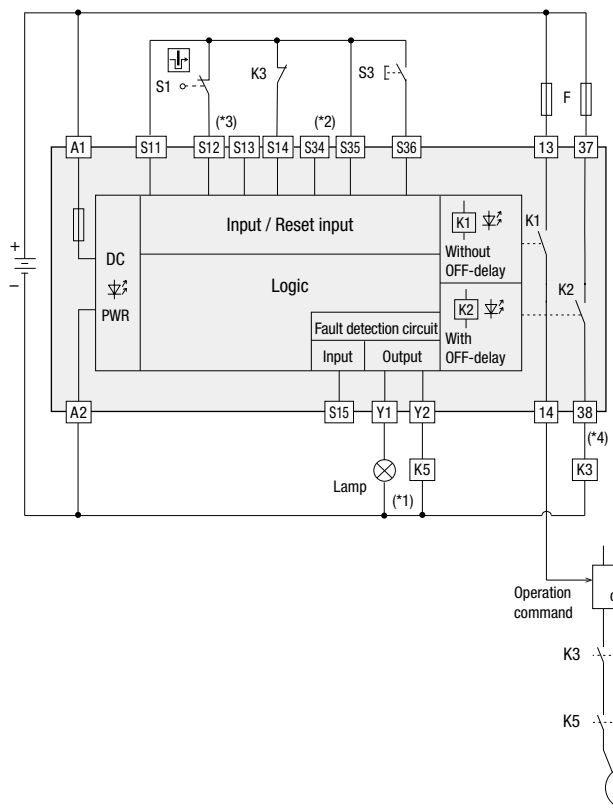 K3
S3
S1
F
(*3)
(*2)
A1
S11
S12
S13
S14
S34
S35
S36
13
37
Input / Reset input
K1
K1
Without
OFF-delay
+
DC
Logic
−
PWR
K2
K2
With
OFF-delay
Fault detection circuit
Input
Output
A2
S15
Y1
Y2
14
38
(*4)
Lamp
K5
K3
(*1)
Operation
command
K3
K5